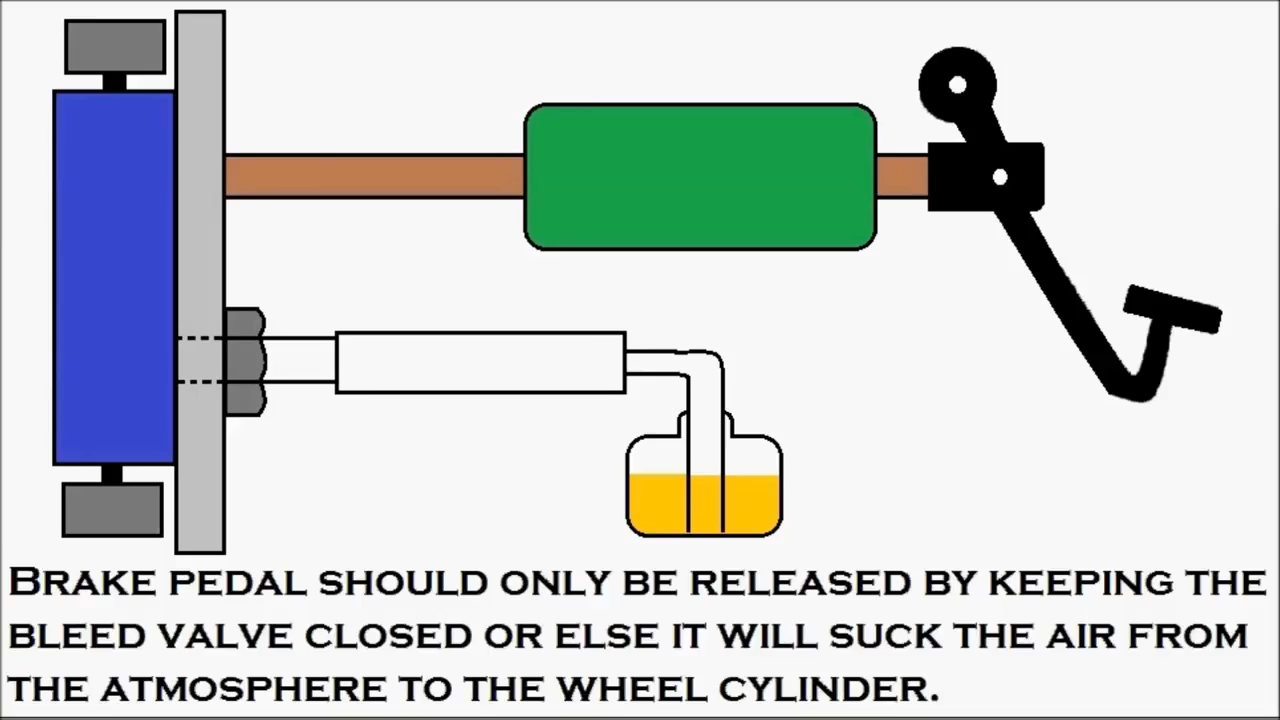 Brake pedal should only be released by keeping the
bleed valve closed or else it will suck the air from
the atmosphere to the wheel cylinder.